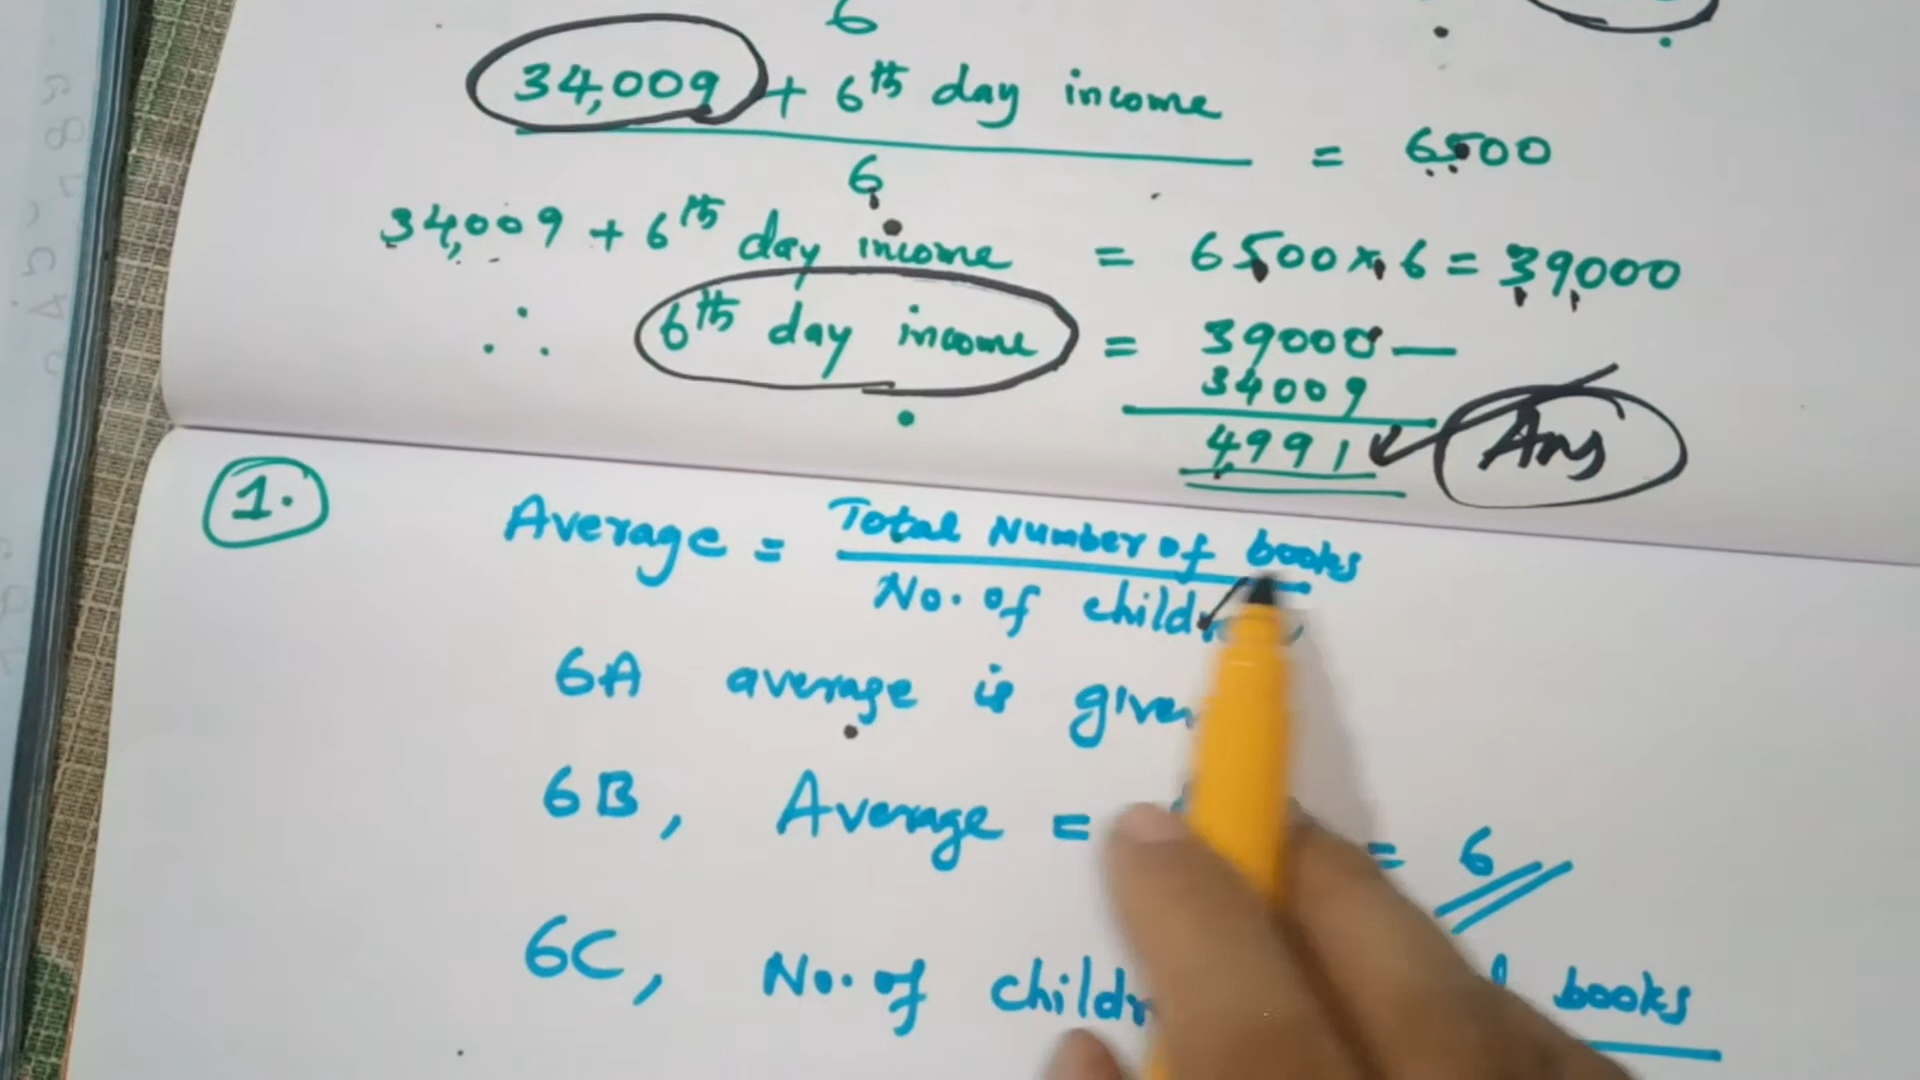 6
34,009 + 6th day income
= 6500
6
34,009 + 6th day income = 6500 × 6 = 39,000
∴ 6th day income = 39000 —
34009
4991 Ans
1. Average = Total Number of books
No. of
6A average is given
6B, Average = = 6
6C, No. of books